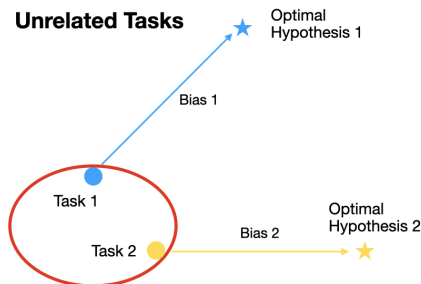 Unrelated Tasks
Optimal
Hypothesis 1
Bias 1
Task 1
Optimal
Hypothesis 2
Bias 2
Task 2